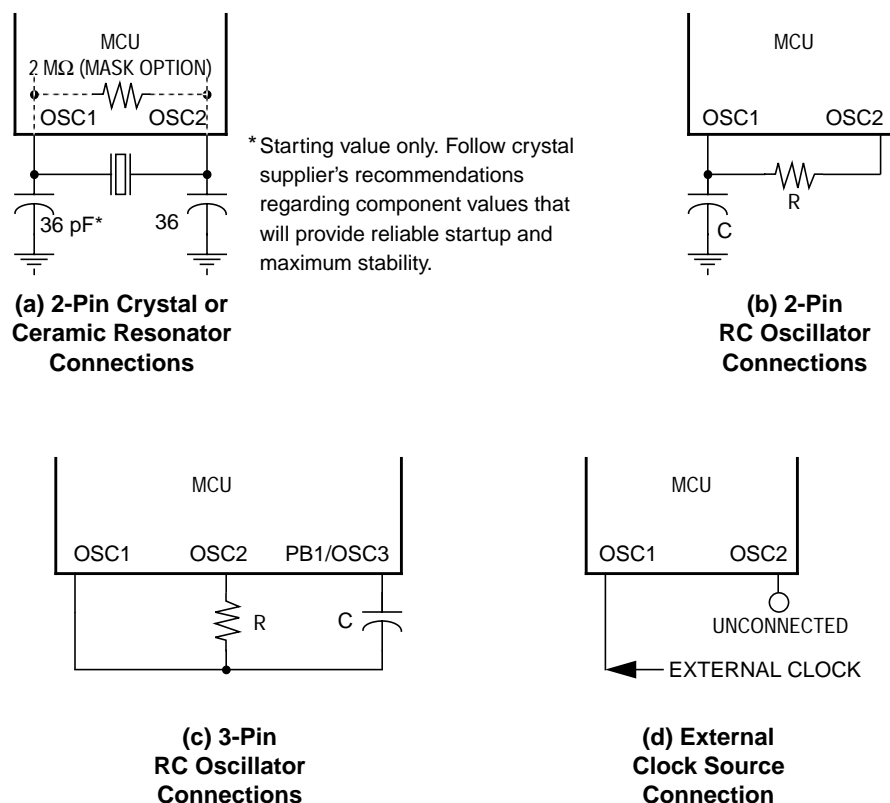 MCU
2 MΩ (MASK OPTION)
OSC1 OSC2
36 pF* 36
* Starting value only. Follow crystal
supplier's recommendations
regarding component values that
will provide reliable startup and
maximum stability.
(a) 2-Pin Crystal or
Ceramic Resonator
Connections
MCU
OSC1 OSC2
R
C
(b) 2-Pin
RC Oscillator
Connections
MCU
OSC1 OSC2 PB1/OSC3
R C
(c) 3-Pin
RC Oscillator
Connections
MCU
OSC1 OSC2
UNCONNECTED
EXTERNAL CLOCK
(d) External
Clock Source
Connection